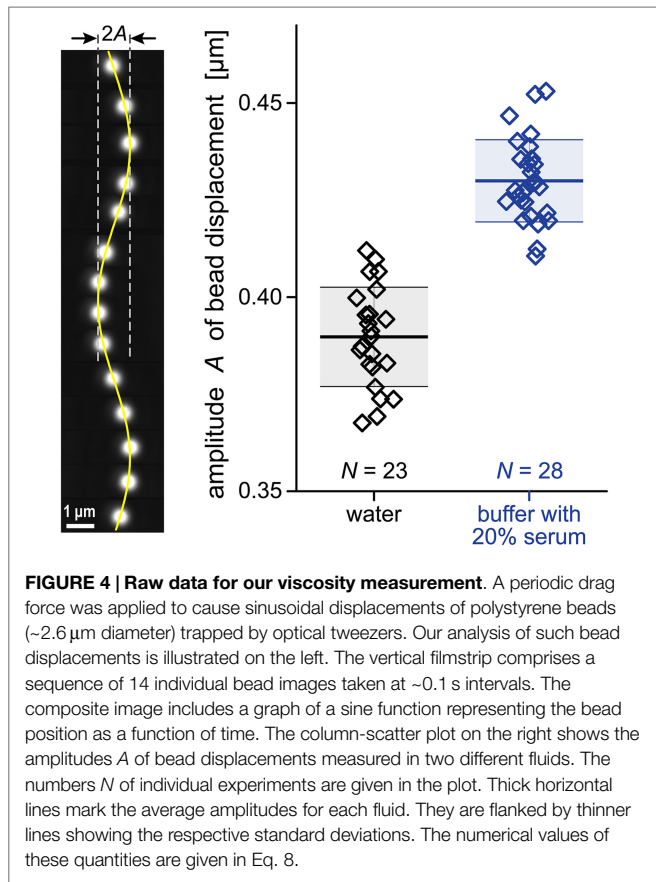 2A
1 μm
amplitude A of bead displacement [μm]
0.45
0.40
0.35
N = 23
N = 28
water
buffer with
20% serum
FIGURE 4 | Raw data for our viscosity measurement. A periodic drag
force was applied to cause sinusoidal displacements of polystyrene beads
(~2.6 μm diameter) trapped by optical tweezers. Our analysis of such bead
displacements is illustrated on the left. The vertical filmstrip comprises a
sequence of 14 individual bead images taken at ~0.1 s intervals. The
composite image includes a graph of a sine function representing the bead
position as a function of time. The column-scatter plot on the right shows the
amplitudes A of bead displacements measured in two different fluids. The
numbers N of individual experiments are given in the plot. Thick horizontal
lines mark the average amplitudes for each fluid. They are flanked by thinner
lines showing the respective standard deviations. The numerical values of
these quantities are given in Eq. 8.